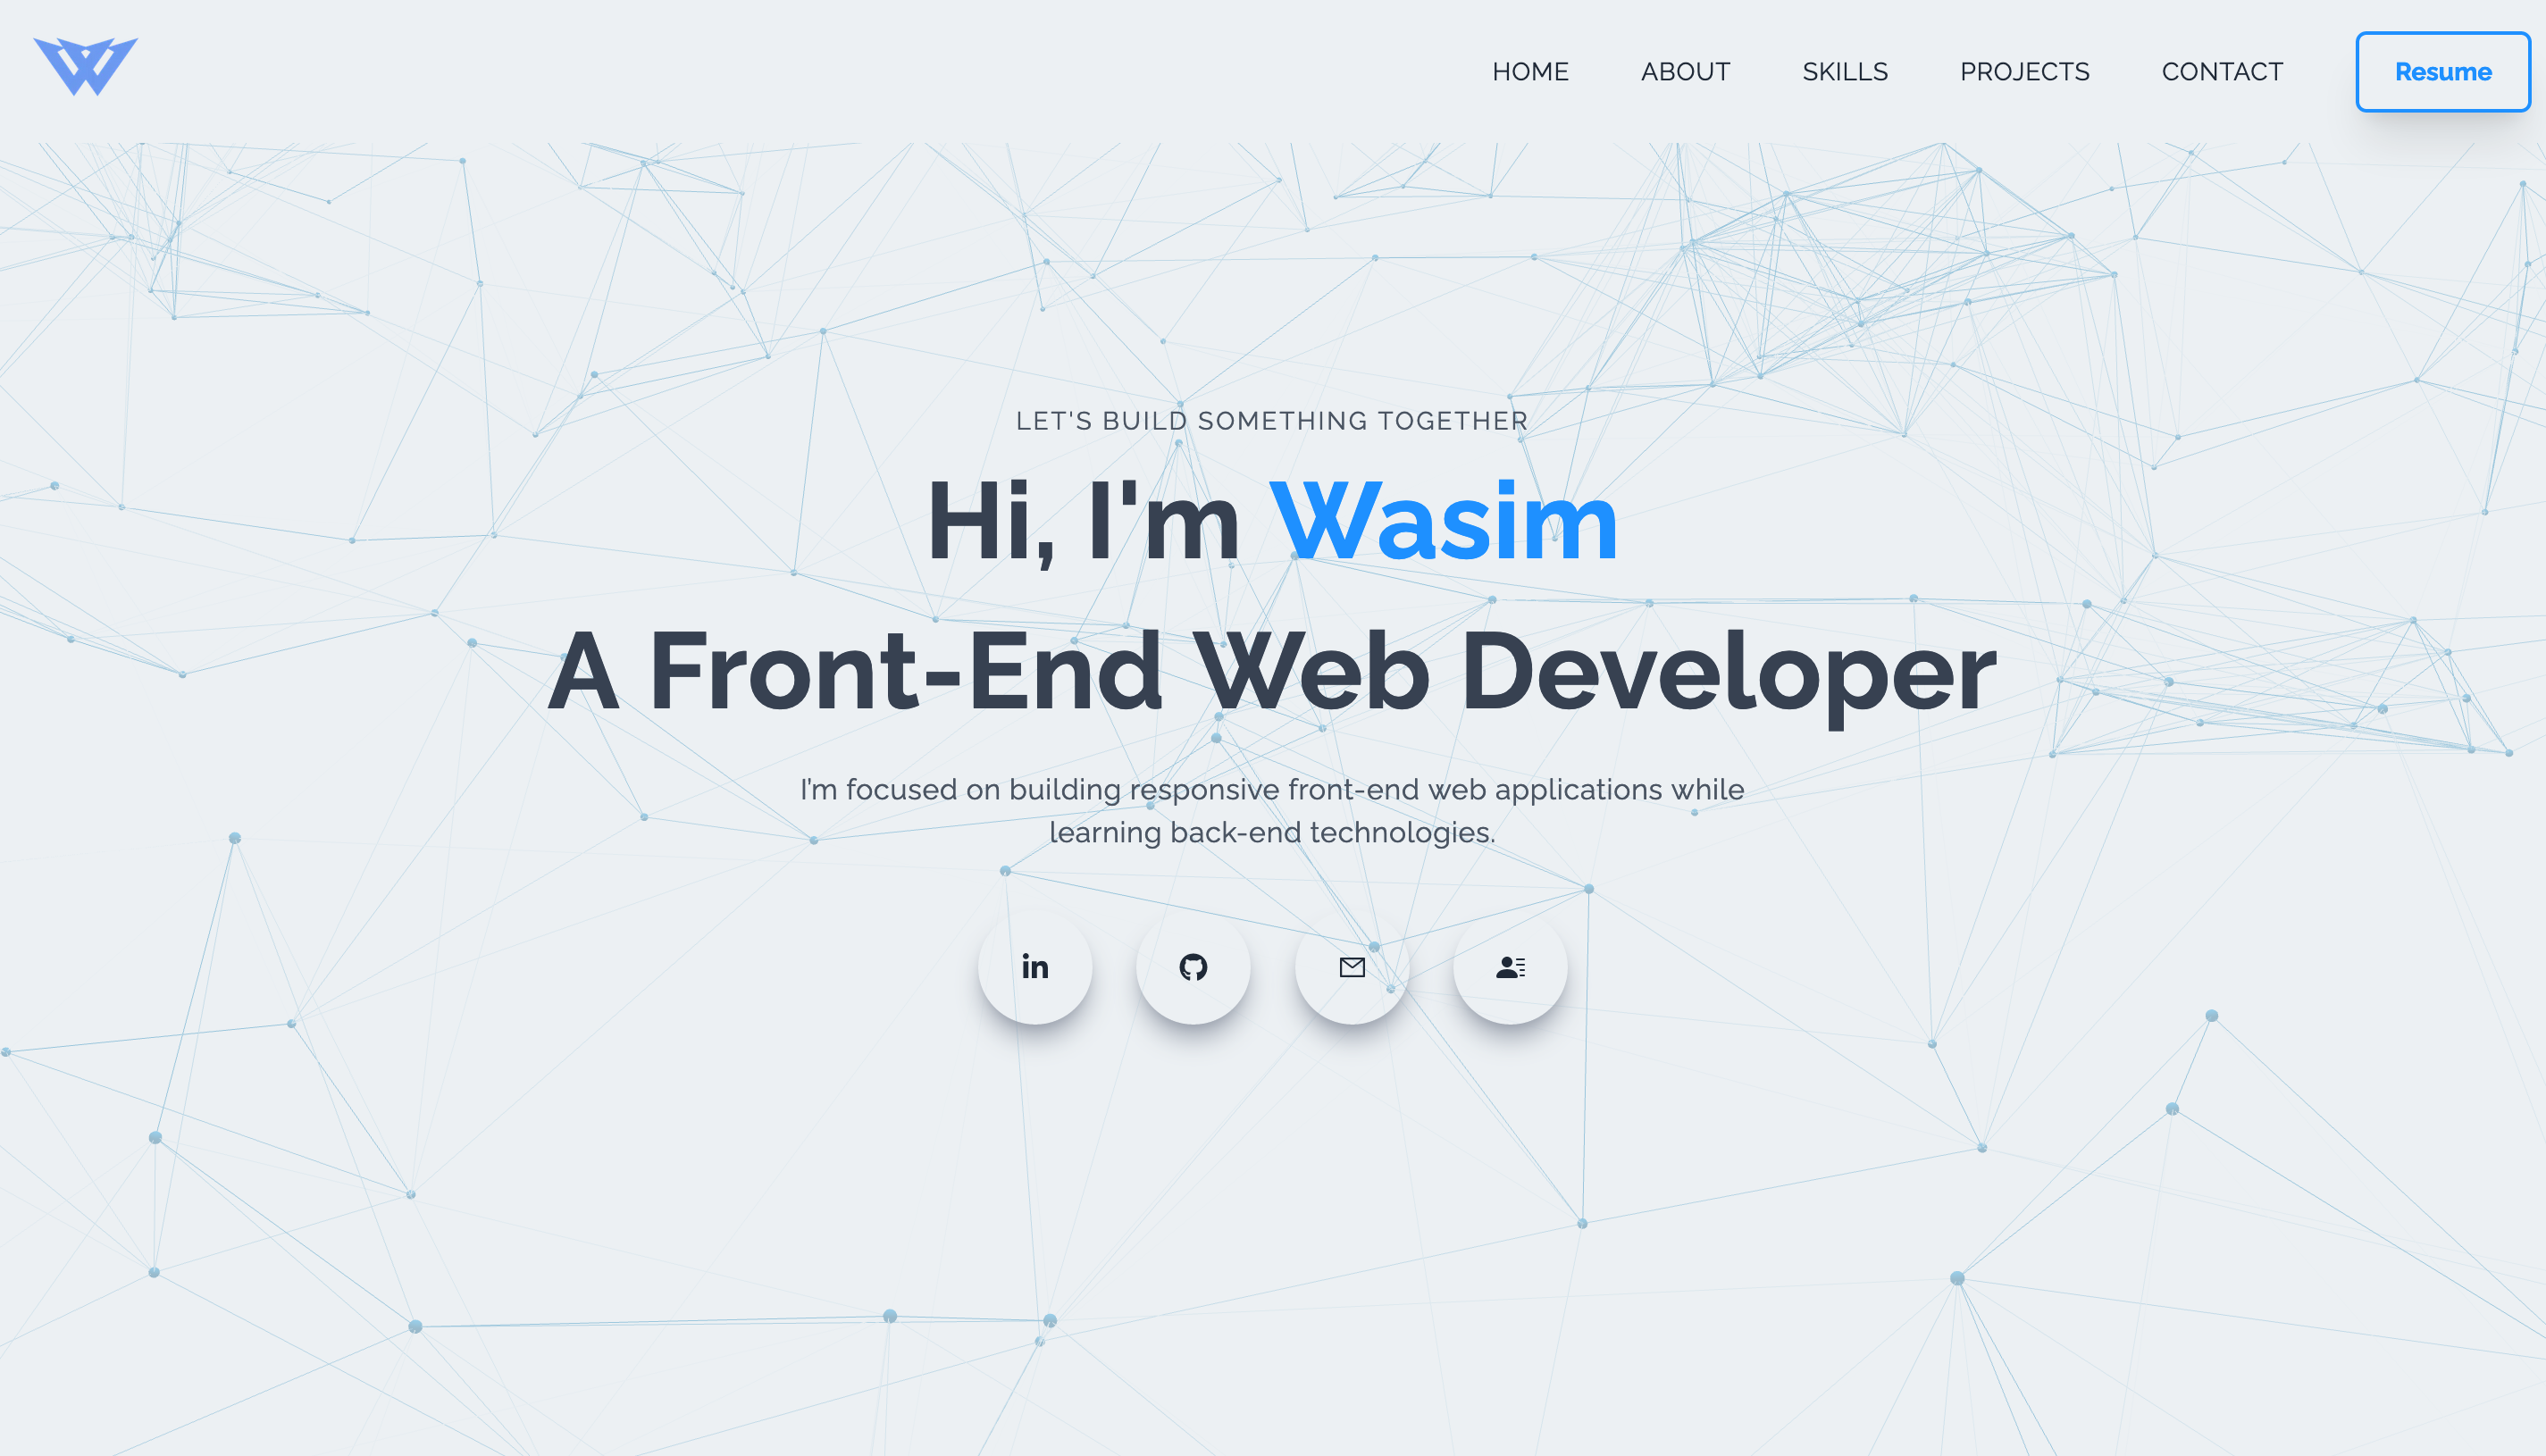 HOME ABOUT SKILLS PROJECTS CONTACT Resume
LET'S BUILD SOMETHING TOGETHER
Hi, I'm Wasim
A Front-End Web Developer
I’m focused on building responsive front-end web applications while
learning back-end technologies.
in